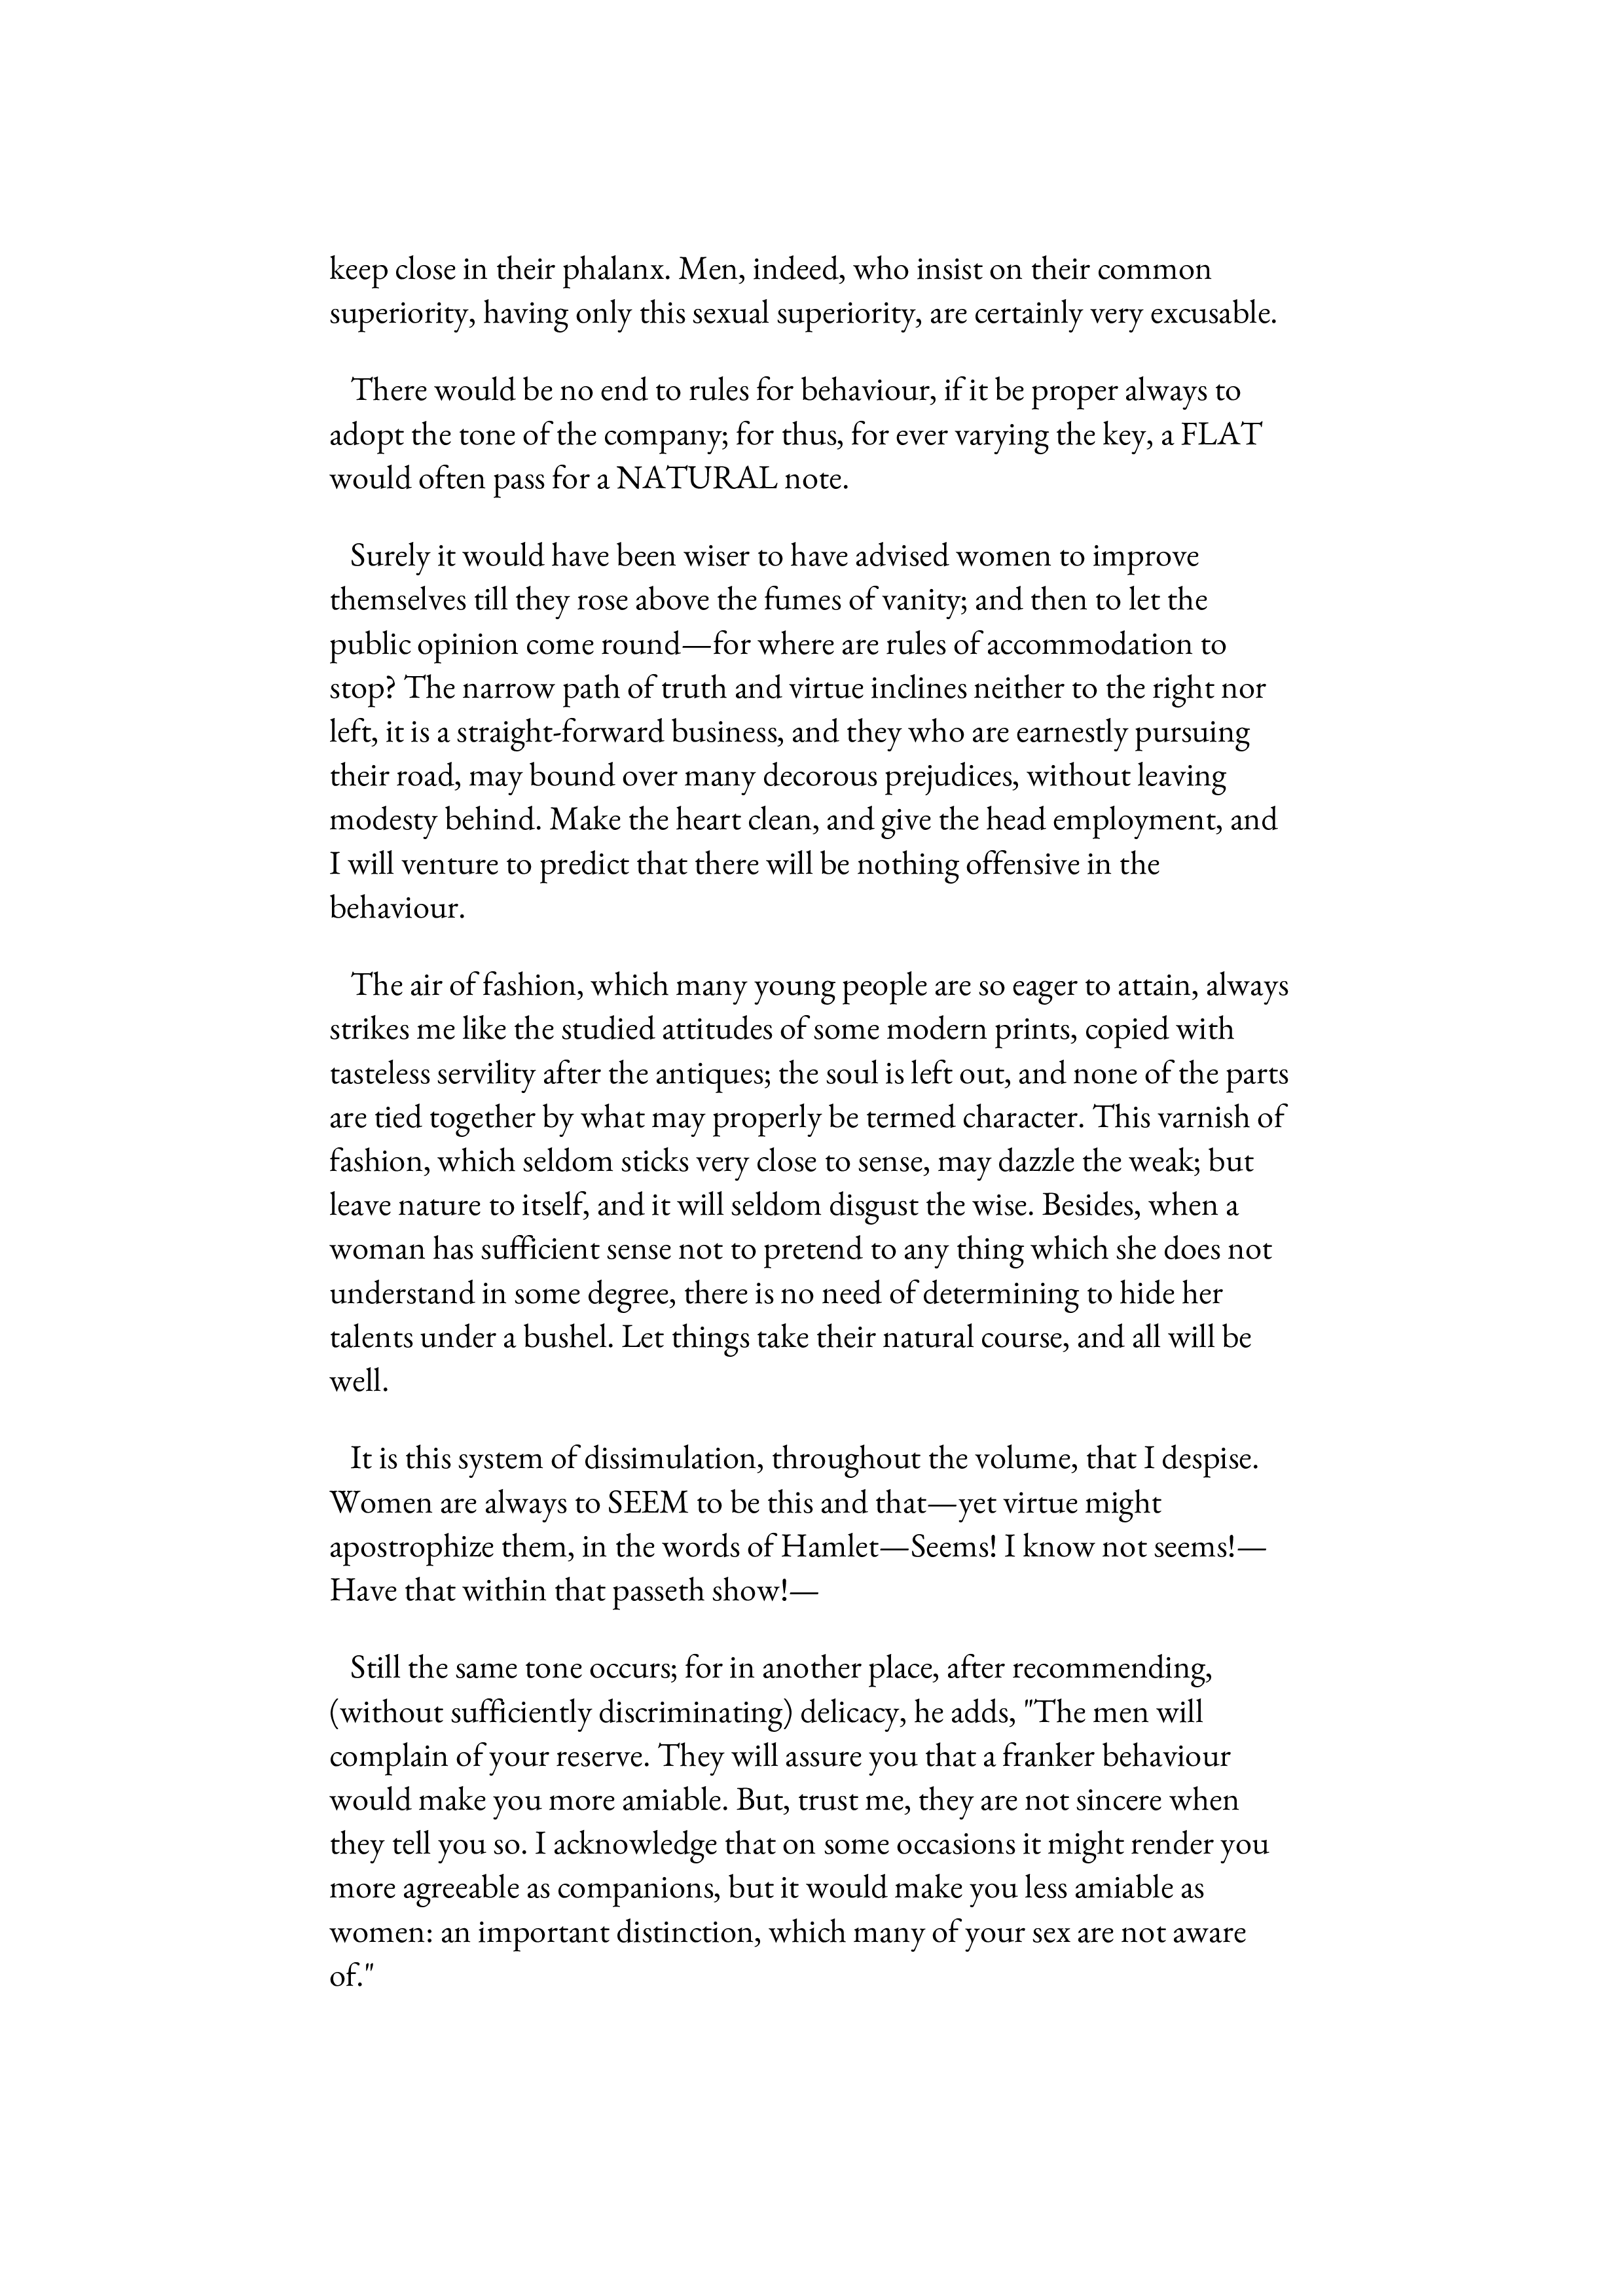 keep close in their phalanx. Men, indeed, who insist on their common
superiority, having only this sexual superiority, are certainly very excusable.
There would be no end to rules for behaviour, if it be proper always to
adopt the tone of the company; for thus, for ever varying the key, a FLAT
would often pass for a NATURAL note.
Surely it would have been wiser to have advised women to improve
themselves till they rose above the fumes of vanity; and then to let the
public opinion come round—for where are rules of accommodation to
stop? The narrow path of truth and virtue inclines neither to the right nor
left, it is a straight-forward business, and they who are earnestly pursuing
their road, may bound over many decorous prejudices, without leaving
modesty behind. Make the heart clean, and give the head employment, and
I will venture to predict that there will be nothing offensive in the
behaviour.
The air of fashion, which many young people are so eager to attain, always
strikes me like the studied attitudes of some modern prints, copied with
tasteless servility after the antiques; the soul is left out, and none of the parts
are tied together by what may properly be termed character. This varnish of
fashion, which seldom sticks very close to sense, may dazzle the weak; but
leave nature to itself, and it will seldom disgust the wise. Besides, when a
woman has sufficient sense not to pretend to any thing which she does not
understand in some degree, there is no need of determining to hide her
talents under a bushel. Let things take their natural course, and all will be
well.
It is this system of dissimulation, throughout the volume, that I despise.
Women are always to SEEM to be this and that—yet virtue might
apostrophize them, in the words of Hamlet—Seems! I know not seems!—
Have that within that passeth show!—
Still the same tone occurs; for in another place, after recommending,
(without sufficiently discriminating) delicacy, he adds, "The men will
complain of your reserve. They will assure you that a franker behaviour
would make you more amiable. But, trust me, they are not sincere when
they tell you so. I acknowledge that on some occasions it might render you
more agreeable as companions, but it would make you less amiable as
women: an important distinction, which many of your sex are not aware
of."